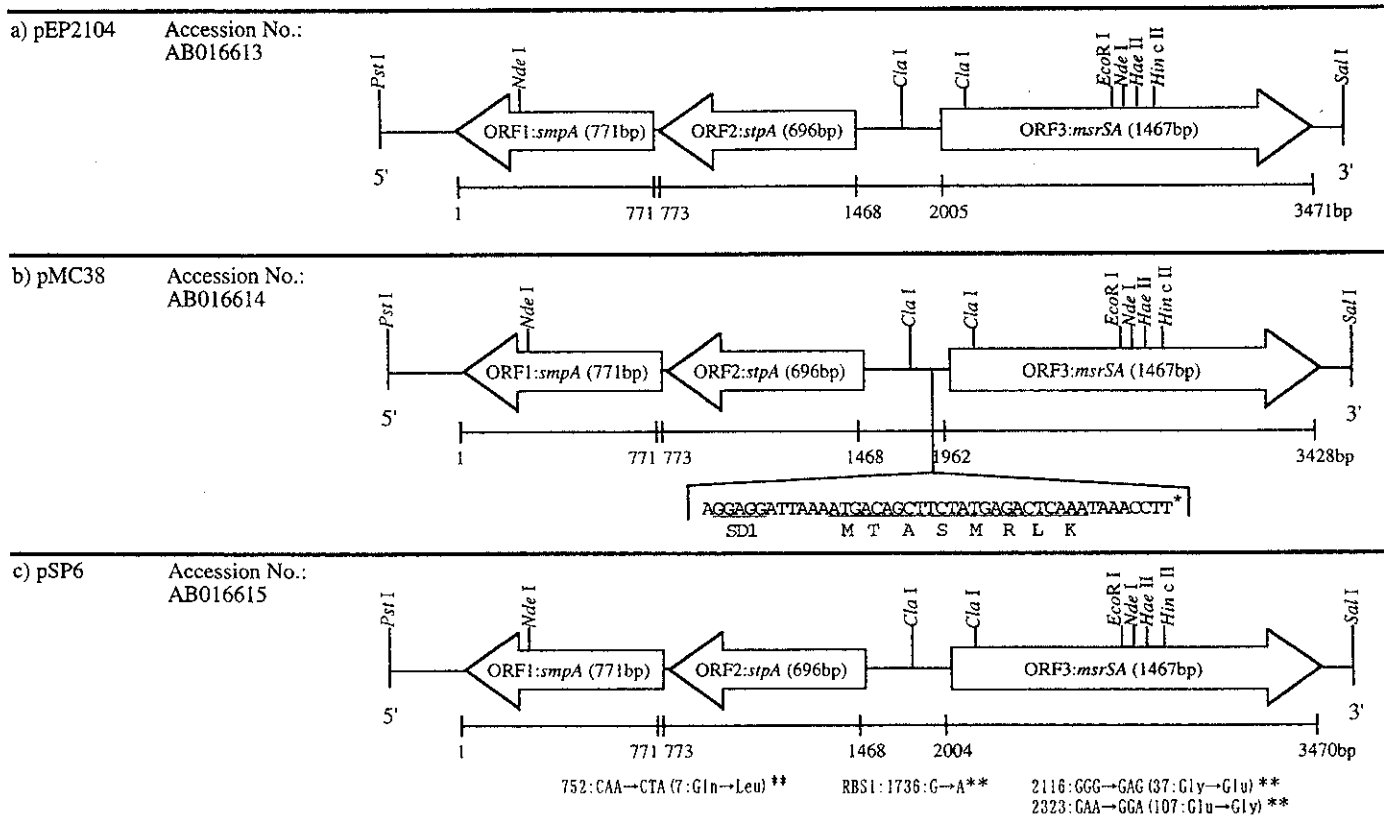 a) pEP2104 Accession No.:
AB016613
Pst I
Nde I
Cla I
Cla I
EcoR I
Nde I
Hae II
Hin c II
Sal I
ORF1:smpA (771bp)
ORF2:stpA (696bp)
ORF3:msrSA (1467bp)
5' 3'
1 771 773 1468 2005 3471bp
b) pMC38 Accession No.:
AB016614
Pst I
Nde I
Cla I
Cla I
EcoR I
Nde I
Hae II
Hin c II
Sal I
ORF1:smpA (771bp)
ORF2:stpA (696bp)
ORF3:msrSA (1467bp)
5' 3'
1 771 773 1468 1962 3428bp
AGGAGGATTAAAATGACAGCTTCTATGAGACTCAAATAAACCTT*
SD1 M T A S M R L K
c) pSP6 Accession No.:
AB016615
Pst I
Nde I
Cla I
Cla I
EcoR I
Nde I
Hae II
Hin c II
Sal I
ORF1:smpA (771bp)
ORF2:stpA (696bp)
ORF3:msrSA (1467bp)
5' 3'
1 771 773 1468 2004 3470bp
752:CAA→CTA (7:Gln→Leu) ‡‡ RBS1:1736:G→A** 2116:GGG→GAG (37:Gly→Glu) **
2323:GAA→GGA (107:Glu→Gly) **